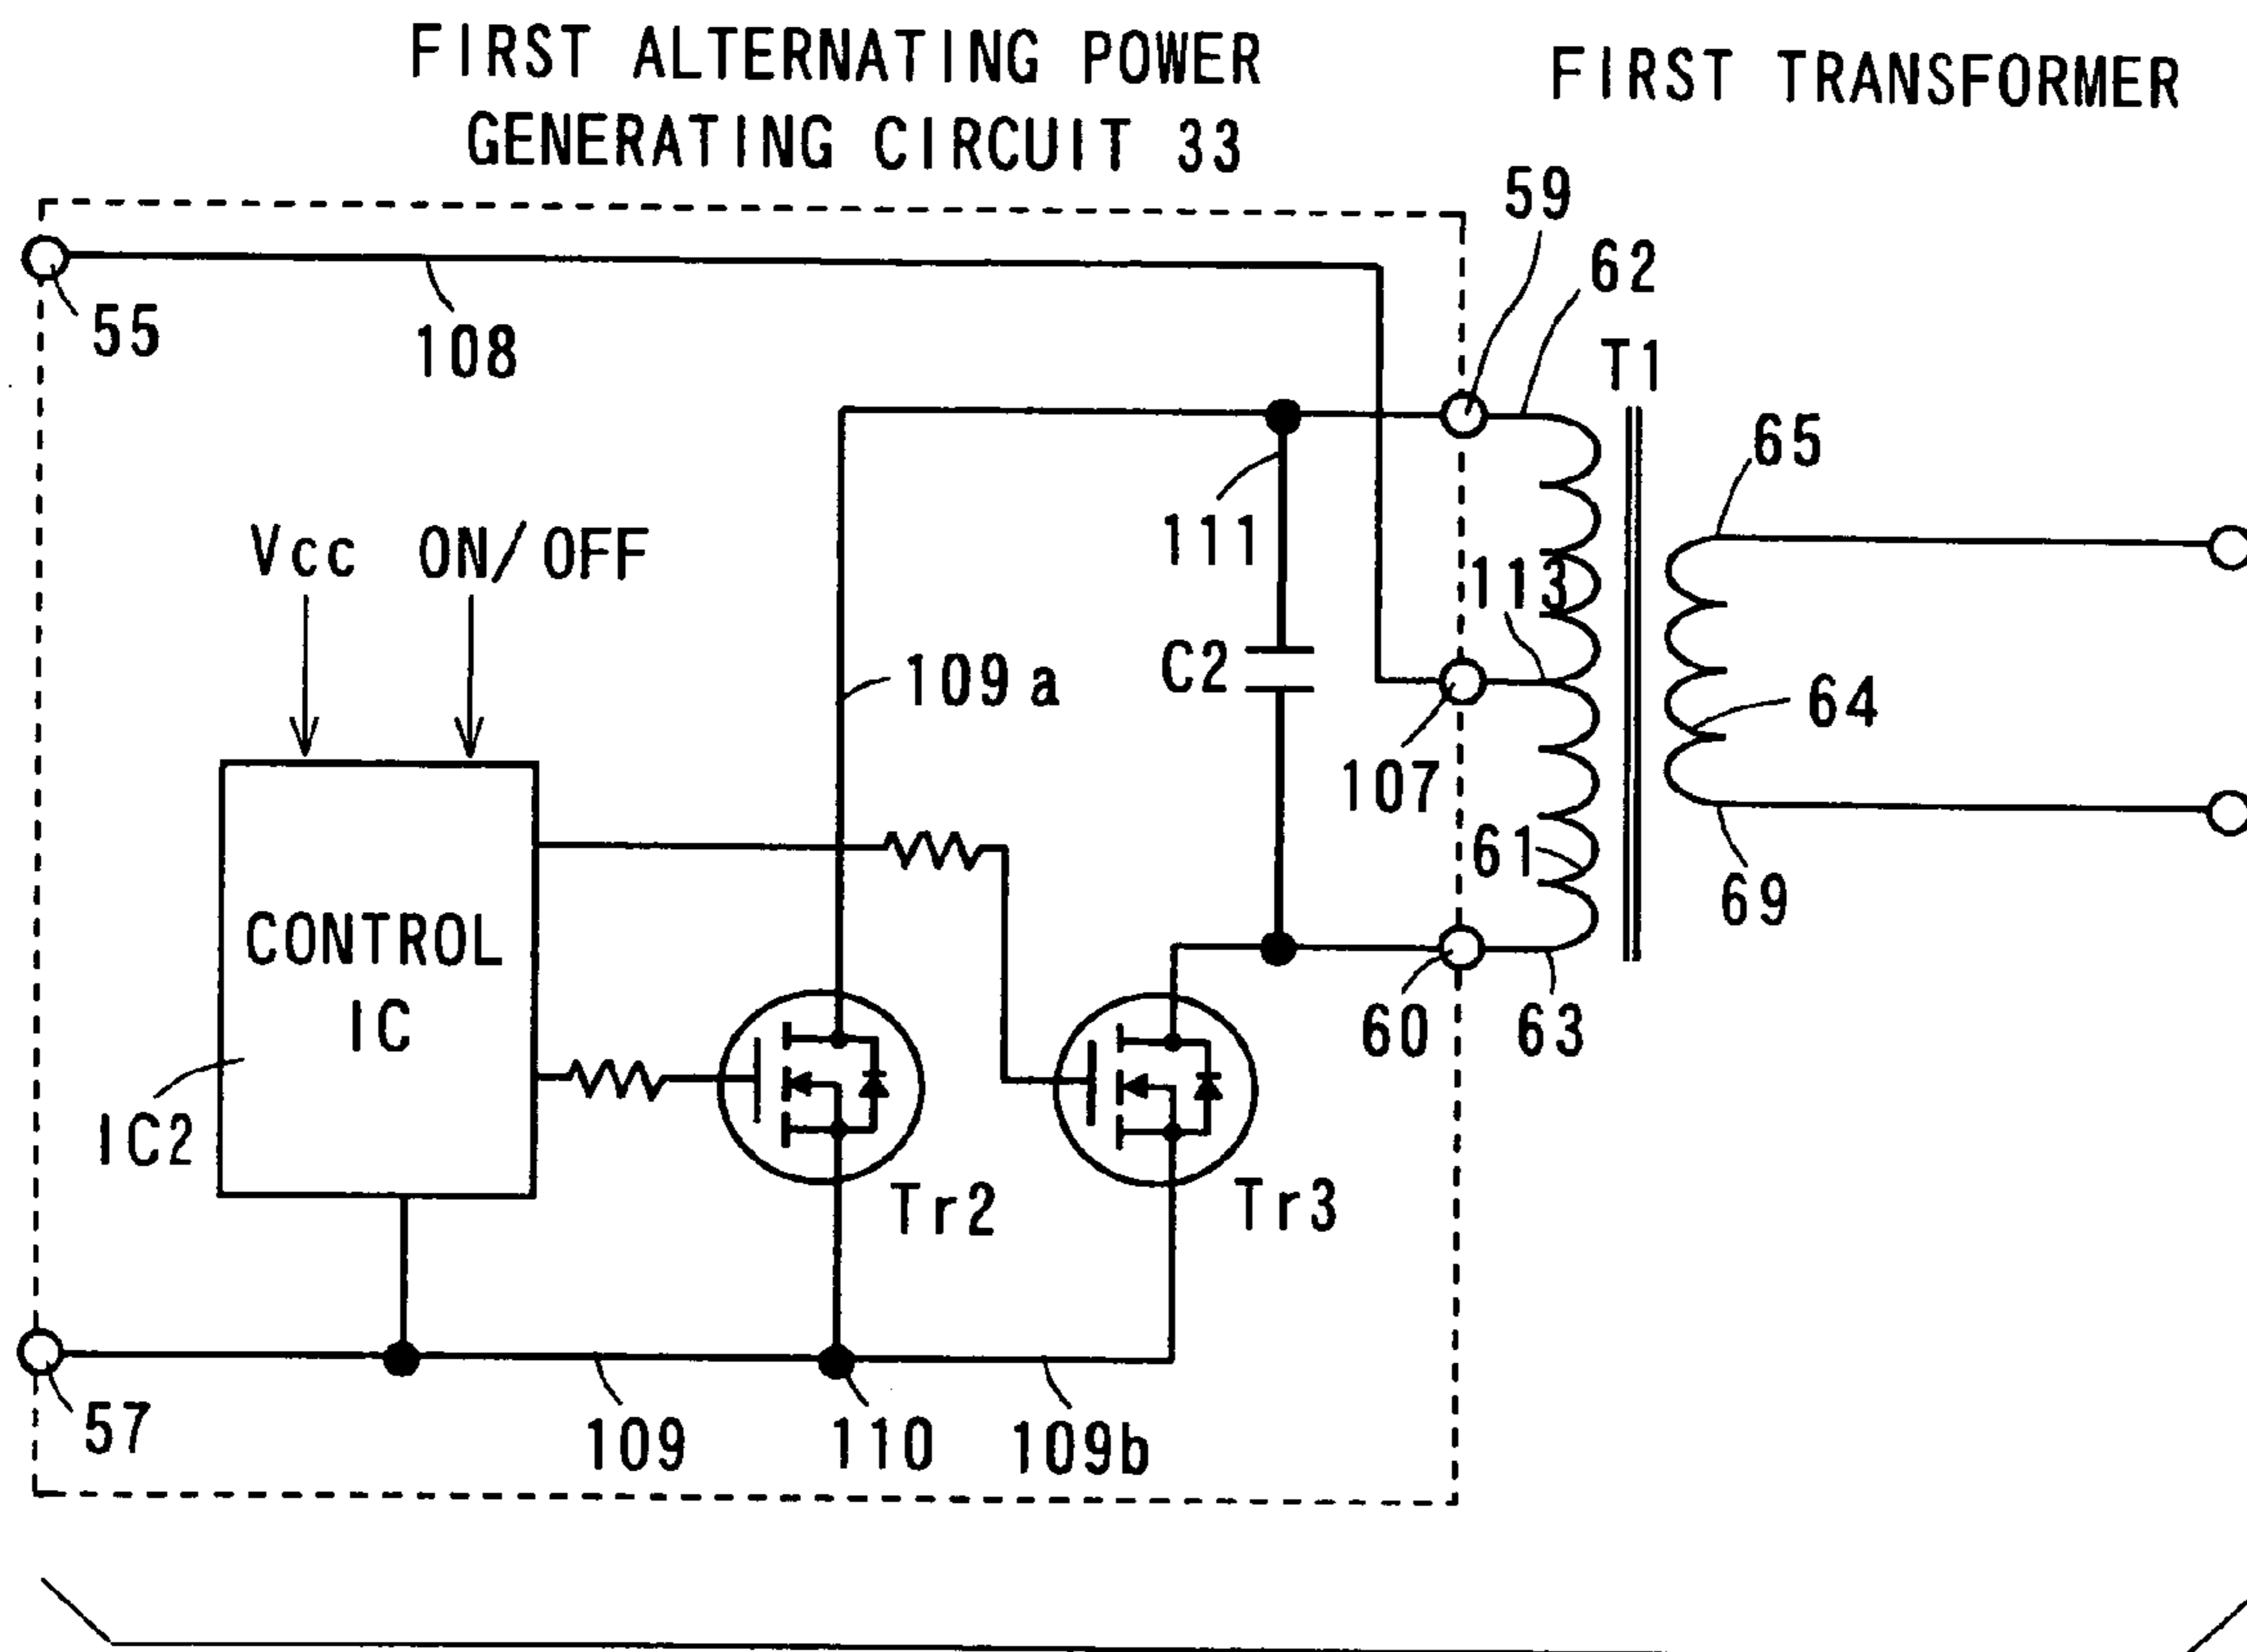 FIRST ALTERNATING POWER
GENERATING CIRCUIT 33
FIRST TRANSFORMER
59
62
55
108
T1
65
111
113
Vcc
ON/OFF
109a
C2
64
107
61
69
CONTROL
IC
60
63
IC2
Tr2
Tr3
57
109
110
109b